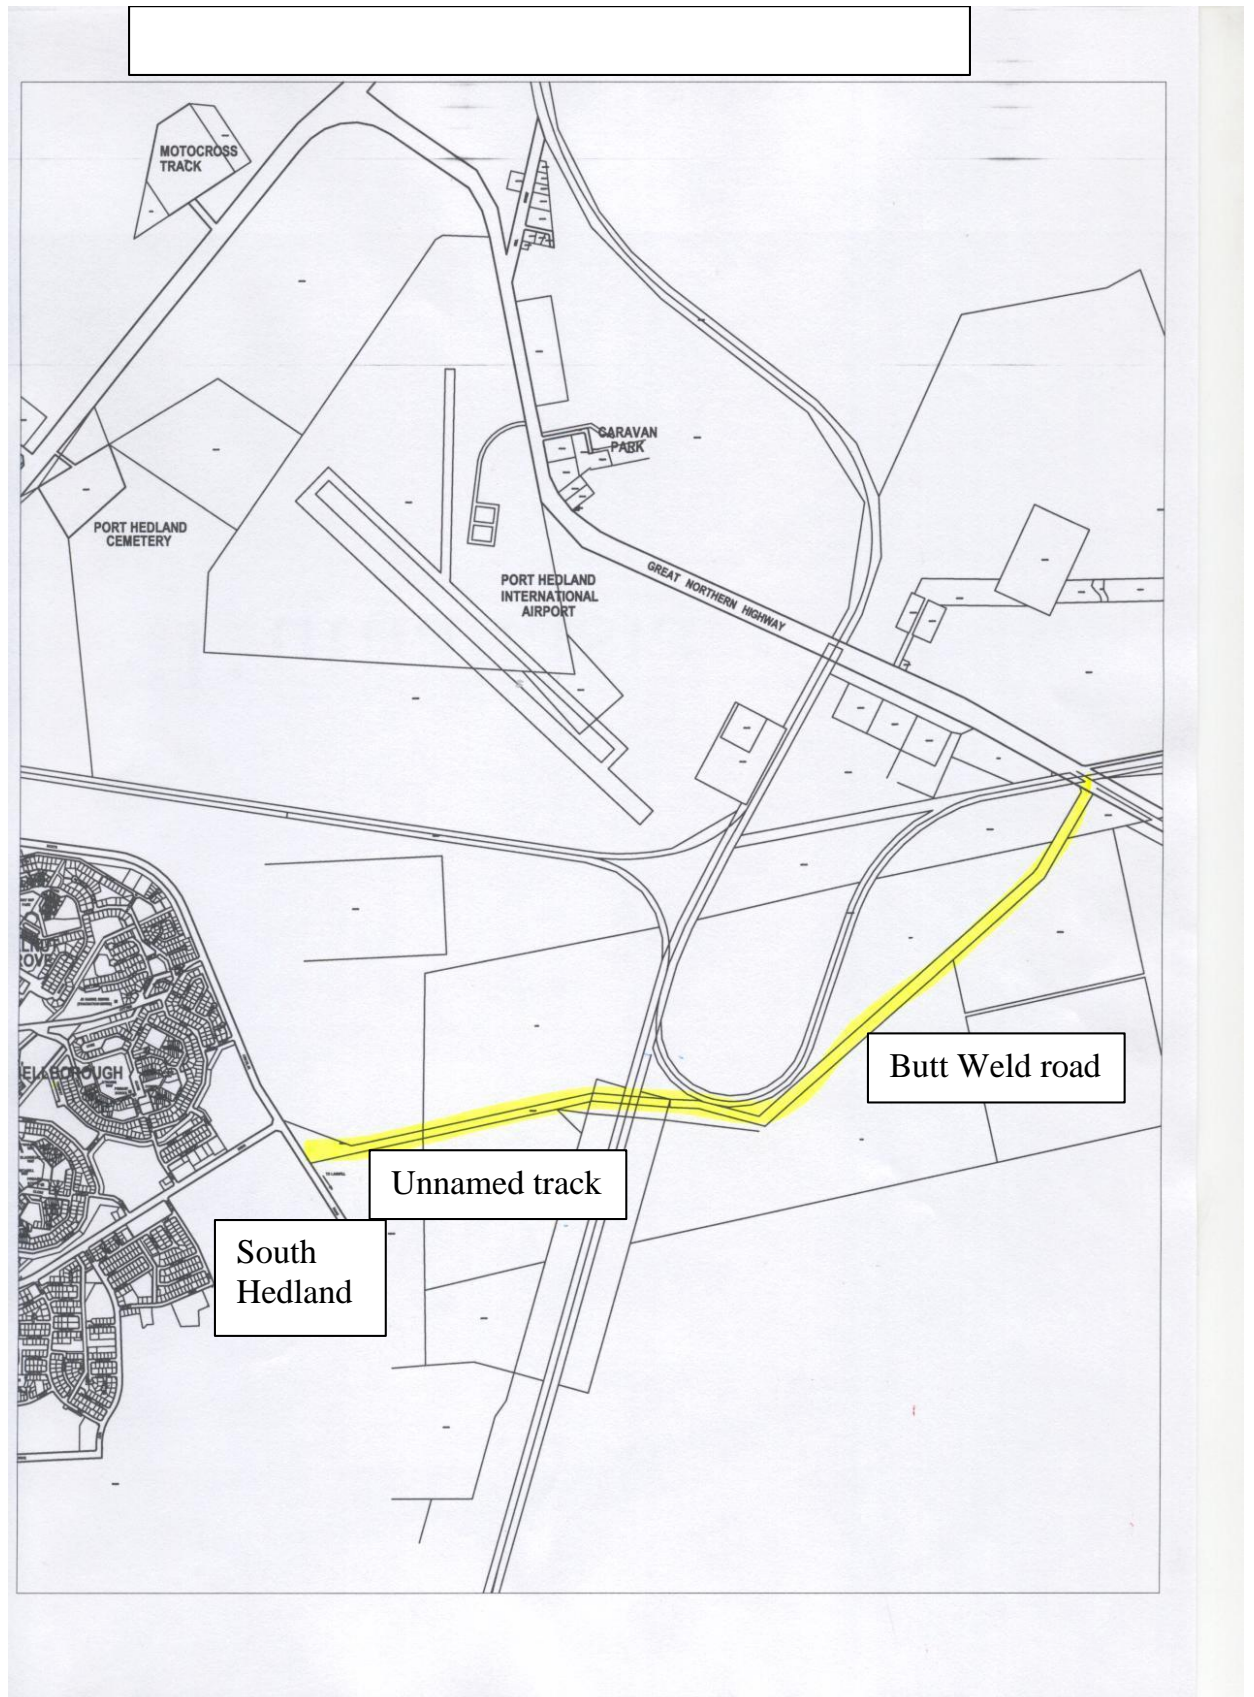 MOTOCROSS
TRACK
CARAVAN
PARK
PORT HEDLAND
CEMETERY
PORT HEDLAND
INTERNATIONAL
AIRPORT
GREAT NORTHERN HIGHWAY
Butt Weld road
Unnamed track
South
Hedland